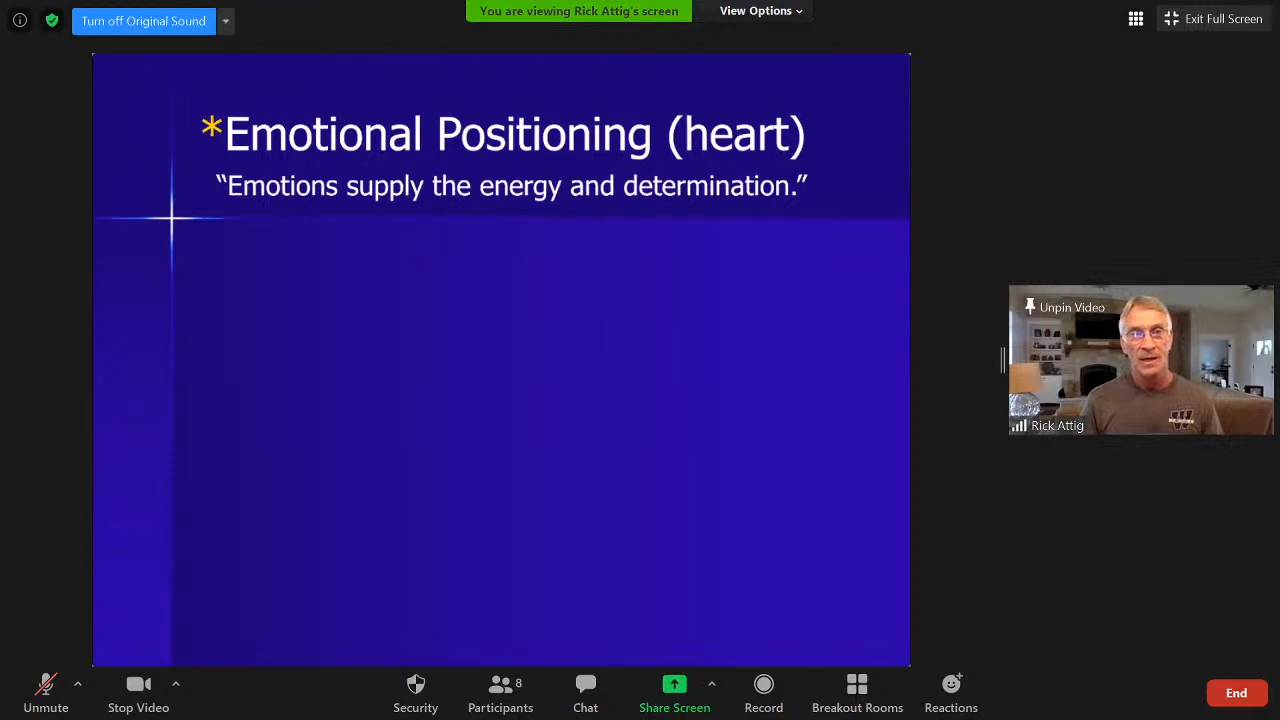 Turn off Original Sound
You are viewing Rick Attig's screen
View Options
Exit Full Screen
*Emotional Positioning (heart)
“Emotions supply the energy and determination.”
Unpin Video
W
Rick Attig
Unmute
Stop Video
Security
Participants
8
Chat
Share Screen
Record
Breakout Rooms
Reactions
End